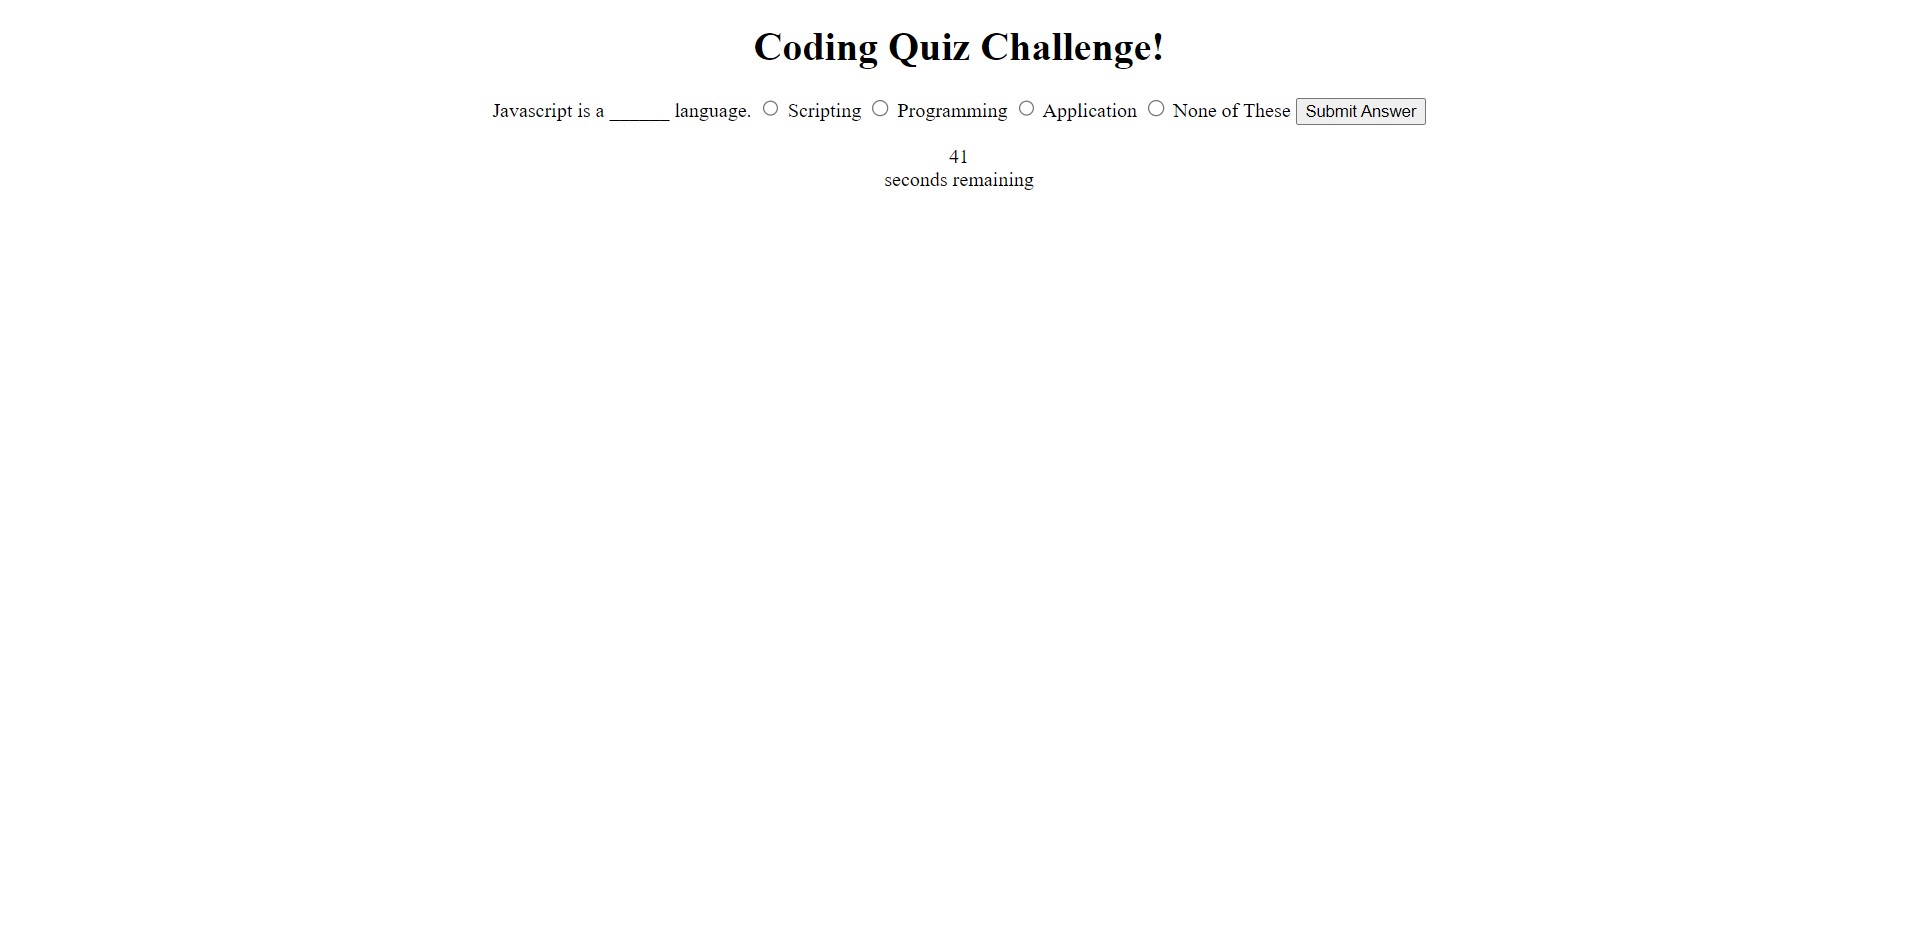 Coding Quiz Challenge!
Javascript is a ______ language. Scripting Programming Application None of These Submit Answer
41
seconds remaining